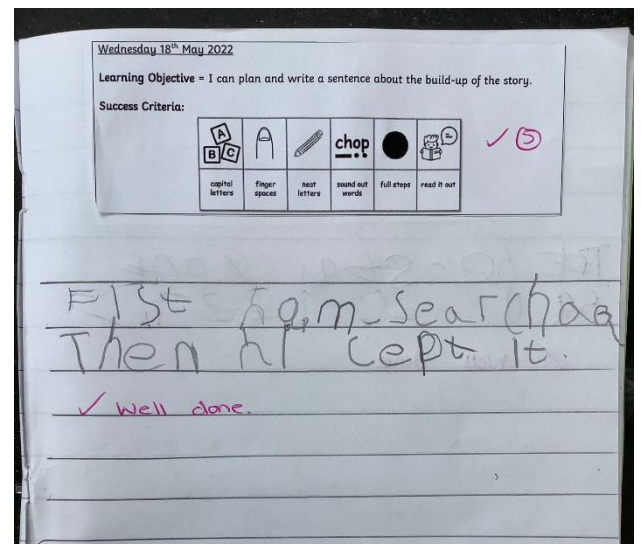 Wednesday 18th May 2022
Learning Objective = I can plan and write a sentence about the build-up of the story.
Success Criteria:
A
B C
chop
✓ 5
capital letters
finger spaces
neat letters
sound out words
full stops
read it out
FIst ham searchaa
Then hI cept It.
✓ Well done.